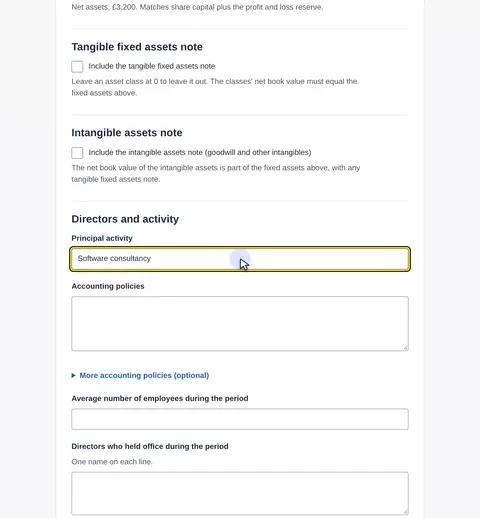 Net assets: £3,200. Matches share capital plus the profit and loss reserve.
Tangible fixed assets note
Include the tangible fixed assets note
Leave an asset class at 0 to leave it out. The classes' net book value must equal the
fixed assets above.
Intangible assets note
Include the intangible assets note (goodwill and other intangibles)
The net book value of the intangible assets is part of the fixed assets above, with any
tangible fixed assets note.
Directors and activity
Principal activity
Software consultancy
Accounting policies
More accounting policies (optional)
Average number of employees during the period
Directors who held office during the period
One name on each line.